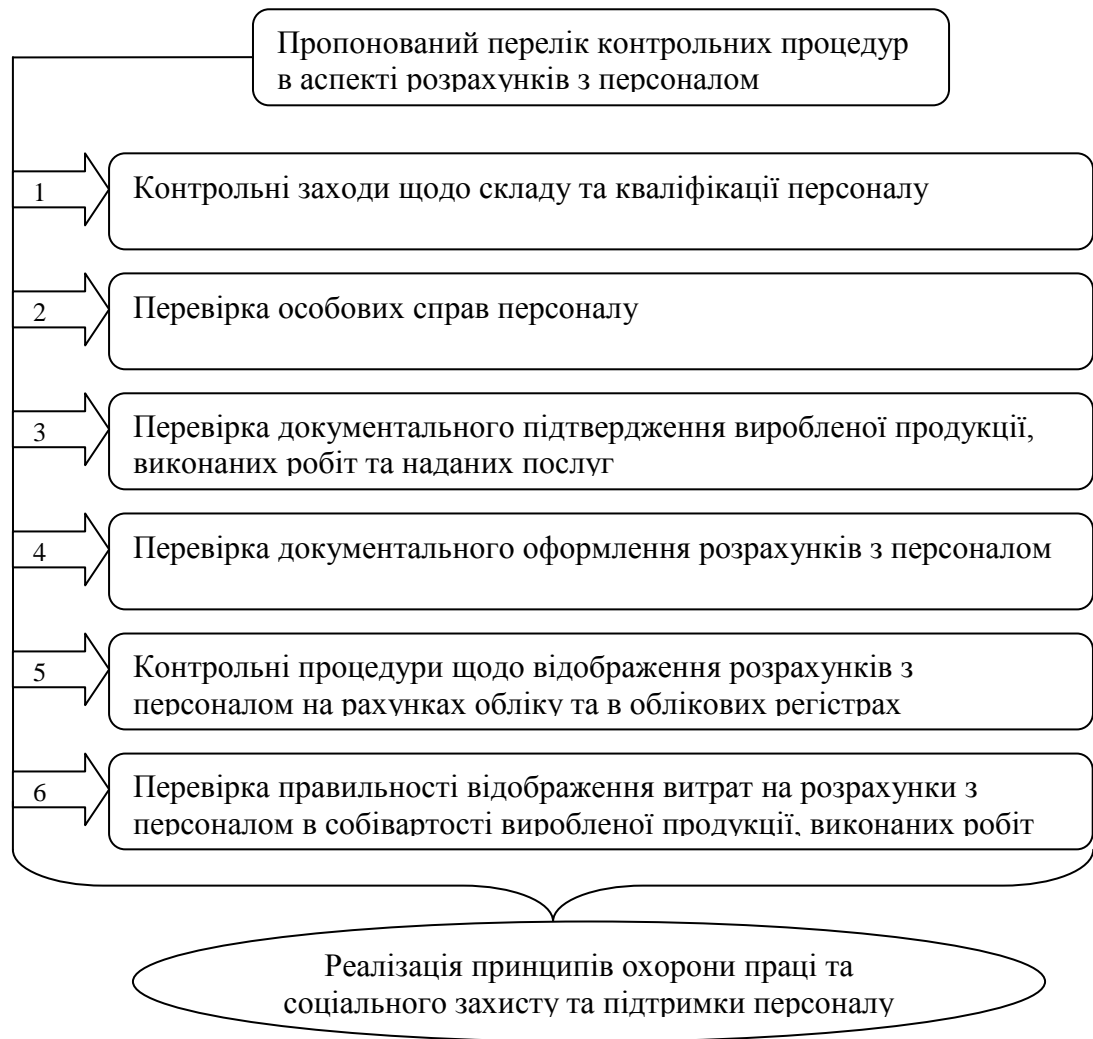 Пропонований перелік контрольних процедур
в аспекті розрахунків з персоналом
1
Контрольні заходи щодо складу та кваліфікації персоналу
2
Перевірка особових справ персоналу
3
Перевірка документального підтвердження виробленої продукції,
виконаних робіт та наданих послуг
4
Перевірка документального оформлення розрахунків з персоналом
5
Контрольні процедури щодо відображення розрахунків з
персоналом на рахунках обліку та в облікових регістрах
6
Перевірка правильності відображення витрат на розрахунки з
персоналом в собівартості виробленої продукції, виконаних робіт
Реалізація принципів охорони праці та
соціального захисту та підтримки персоналу